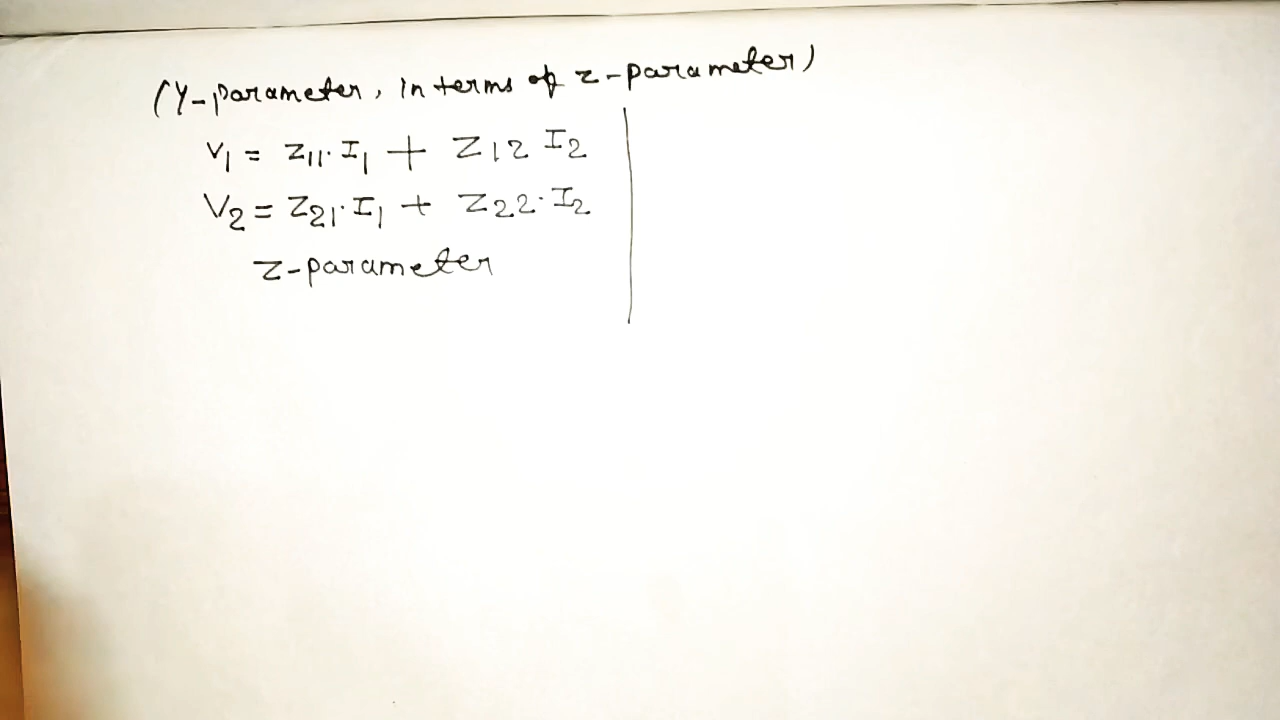 (Y-parameter, in terms of z-parameter)
V1 = Z11. I1 + Z12 I2
V2 = Z21. I1 + Z22. I2
Z-parameter